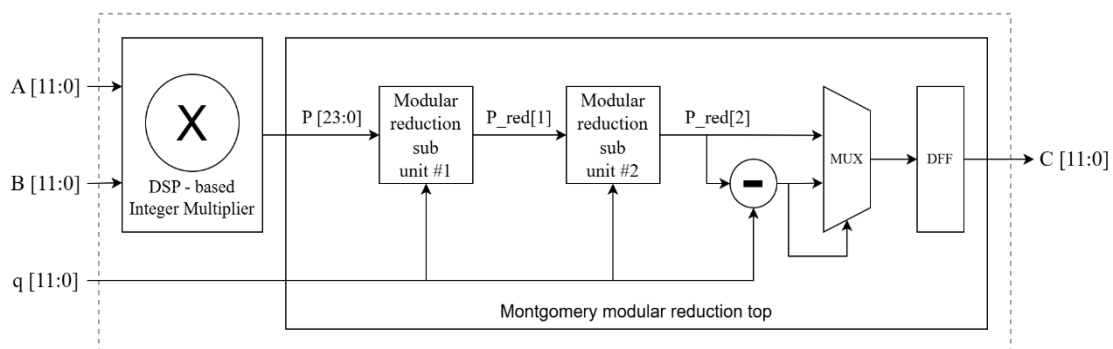 A [11:0]
B [11:0]
q [11:0]
X
DSP - based
Integer Multiplier
P [23:0]
Modular
reduction
sub
unit #1
P_red[1]
Modular
reduction
sub
unit #2
P_red[2]
-
MUX
DFF
C [11:0]
Montgomery modular reduction top